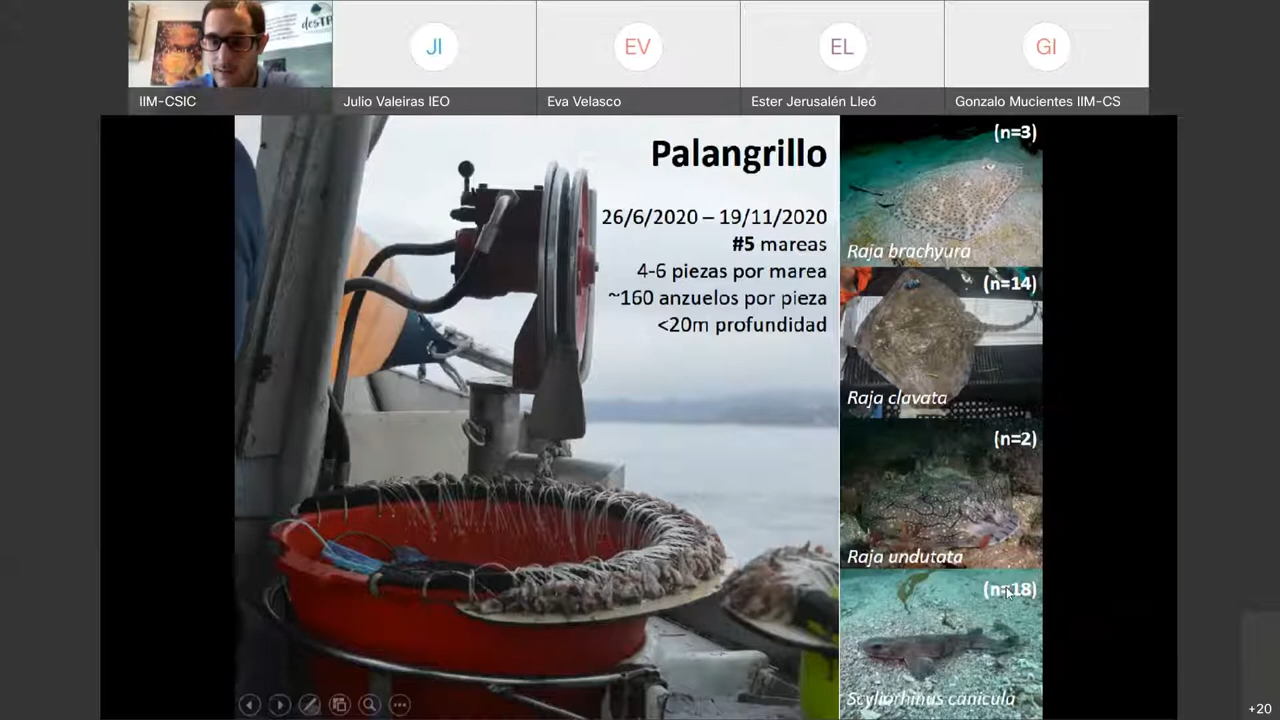 desT
JI
EV
EL
GI
IIM-CSIC
Julio Valeiras IEO
Eva Velasco
Ester Jerusalén Lleó
Gonzalo Mucientes IIM-CS
Palangrillo
26/6/2020 – 19/11/2020
#5 mareas
4-6 piezas por marea
~160 anzuelos por pieza
<20m profundidad
(n=3)
Raja brachyura
(n=14)
Raja clavata
(n=2)
Raja undutata
(n=18)
Scyliorhinus canicula
+20